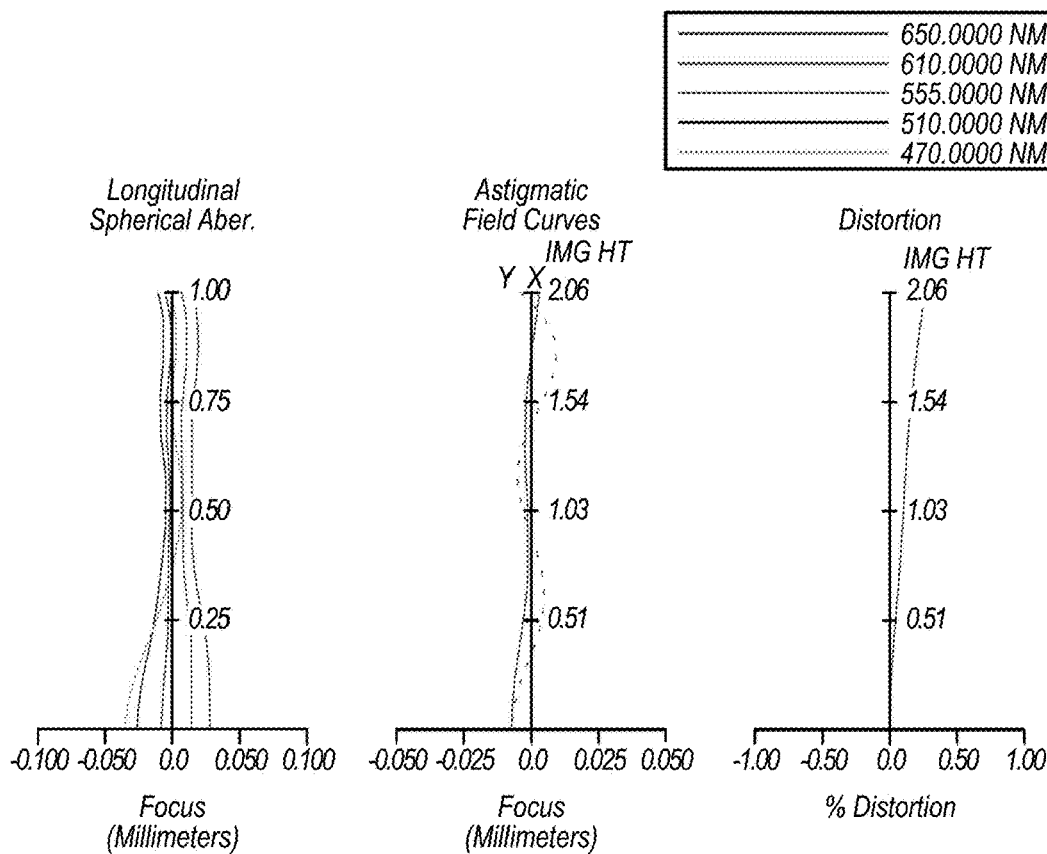 650.0000 NM
610.0000 NM
555.0000 NM
510.0000 NM
470.0000 NM
Longitudinal
Spherical Aber.
1.00
0.75
0.50
0.25
-0.100 -0.050 0.0 0.050 0.100
Focus
(Millimeters)
Astigmatic
Field Curves
IMG HT
Y X
2.06
1.54
1.03
0.51
-0.050 -0.025 0.0 0.025 0.050
Focus
(Millimeters)
Distortion
IMG HT
2.06
1.54
1.03
0.51
-1.00 -0.50 0.0 0.50 1.00
% Distortion